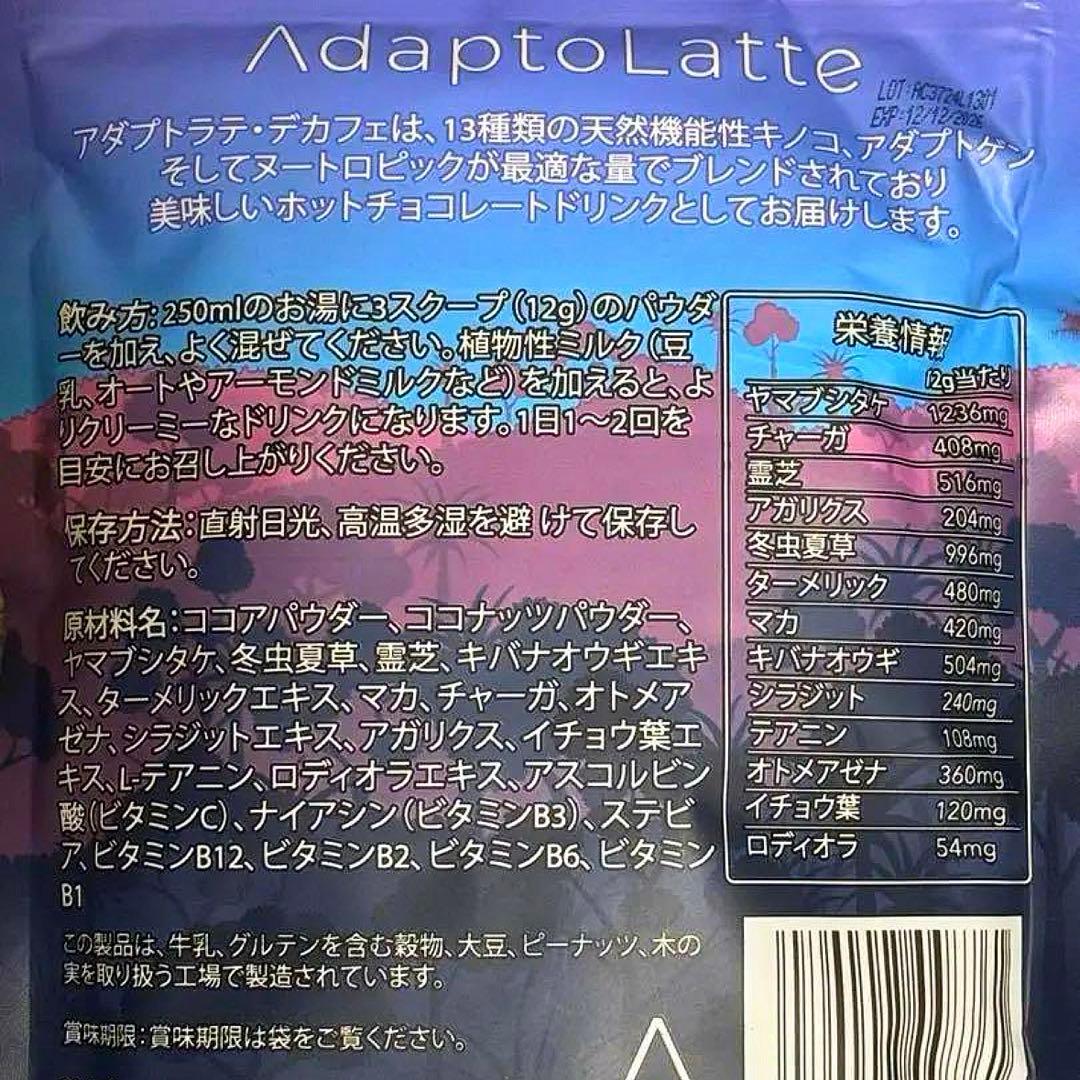 AdaptoLatte
LOT:AC3724L1301
EXP:12/12/2026
アダプトラテ・デカフェは、13種類の天然機能性キノコ、アダプトゲン
そしてヌートロピックが最適な量でブレンドされており
美味しいホットチョコレートドリンクとしてお届けします。
飲み方: 250mlのお湯に3スクープ(12g)のパウダ
ーを加え、よく混ぜてください。植物性ミルク(豆
乳、オートやアーモンドミルクなど)を加えると、よ
りクリーミーなドリンクになります。1日1〜2回を
目安にお召し上がりください。
保存方法:直射日光、高温多湿を避 けて保存し
てください。
原材料名:ココアパウダー、ココナッツパウダー、
ヤマブシタケ、冬虫夏草、霊芝、キバナオウギエキ
ス、ターメリックエキス、マカ、チャーガ、オトメア
ゼナ、シラジットエキス、アガリクス、イチョウ葉エ
キス、L-テアニン、ロディオラエキス、アスコルビン
酸(ビタミンC)、ナイアシン(ビタミンB3)、ステビ
ア、ビタミンB12、ビタミンB2、ビタミンB6、ビタミン
B1
この製品は、牛乳、グルテンを含む穀物、大豆、ピーナッツ、木の
実を取り扱う工場で製造されています。
賞味期限:賞味期限は袋をご覧ください。
栄養情報
12g当たり
ヤマブシタケ 1236mg
チャーガ 408mg
霊芝 516mg
アガリクス 204mg
冬虫夏草 996mg
ターメリック 480mg
マカ 420mg
キバナオウギ 504mg
シラジット 240mg
テアニン 108mg
オトメアゼナ 360mg
イチョウ葉 120mg
ロディオラ 54mg